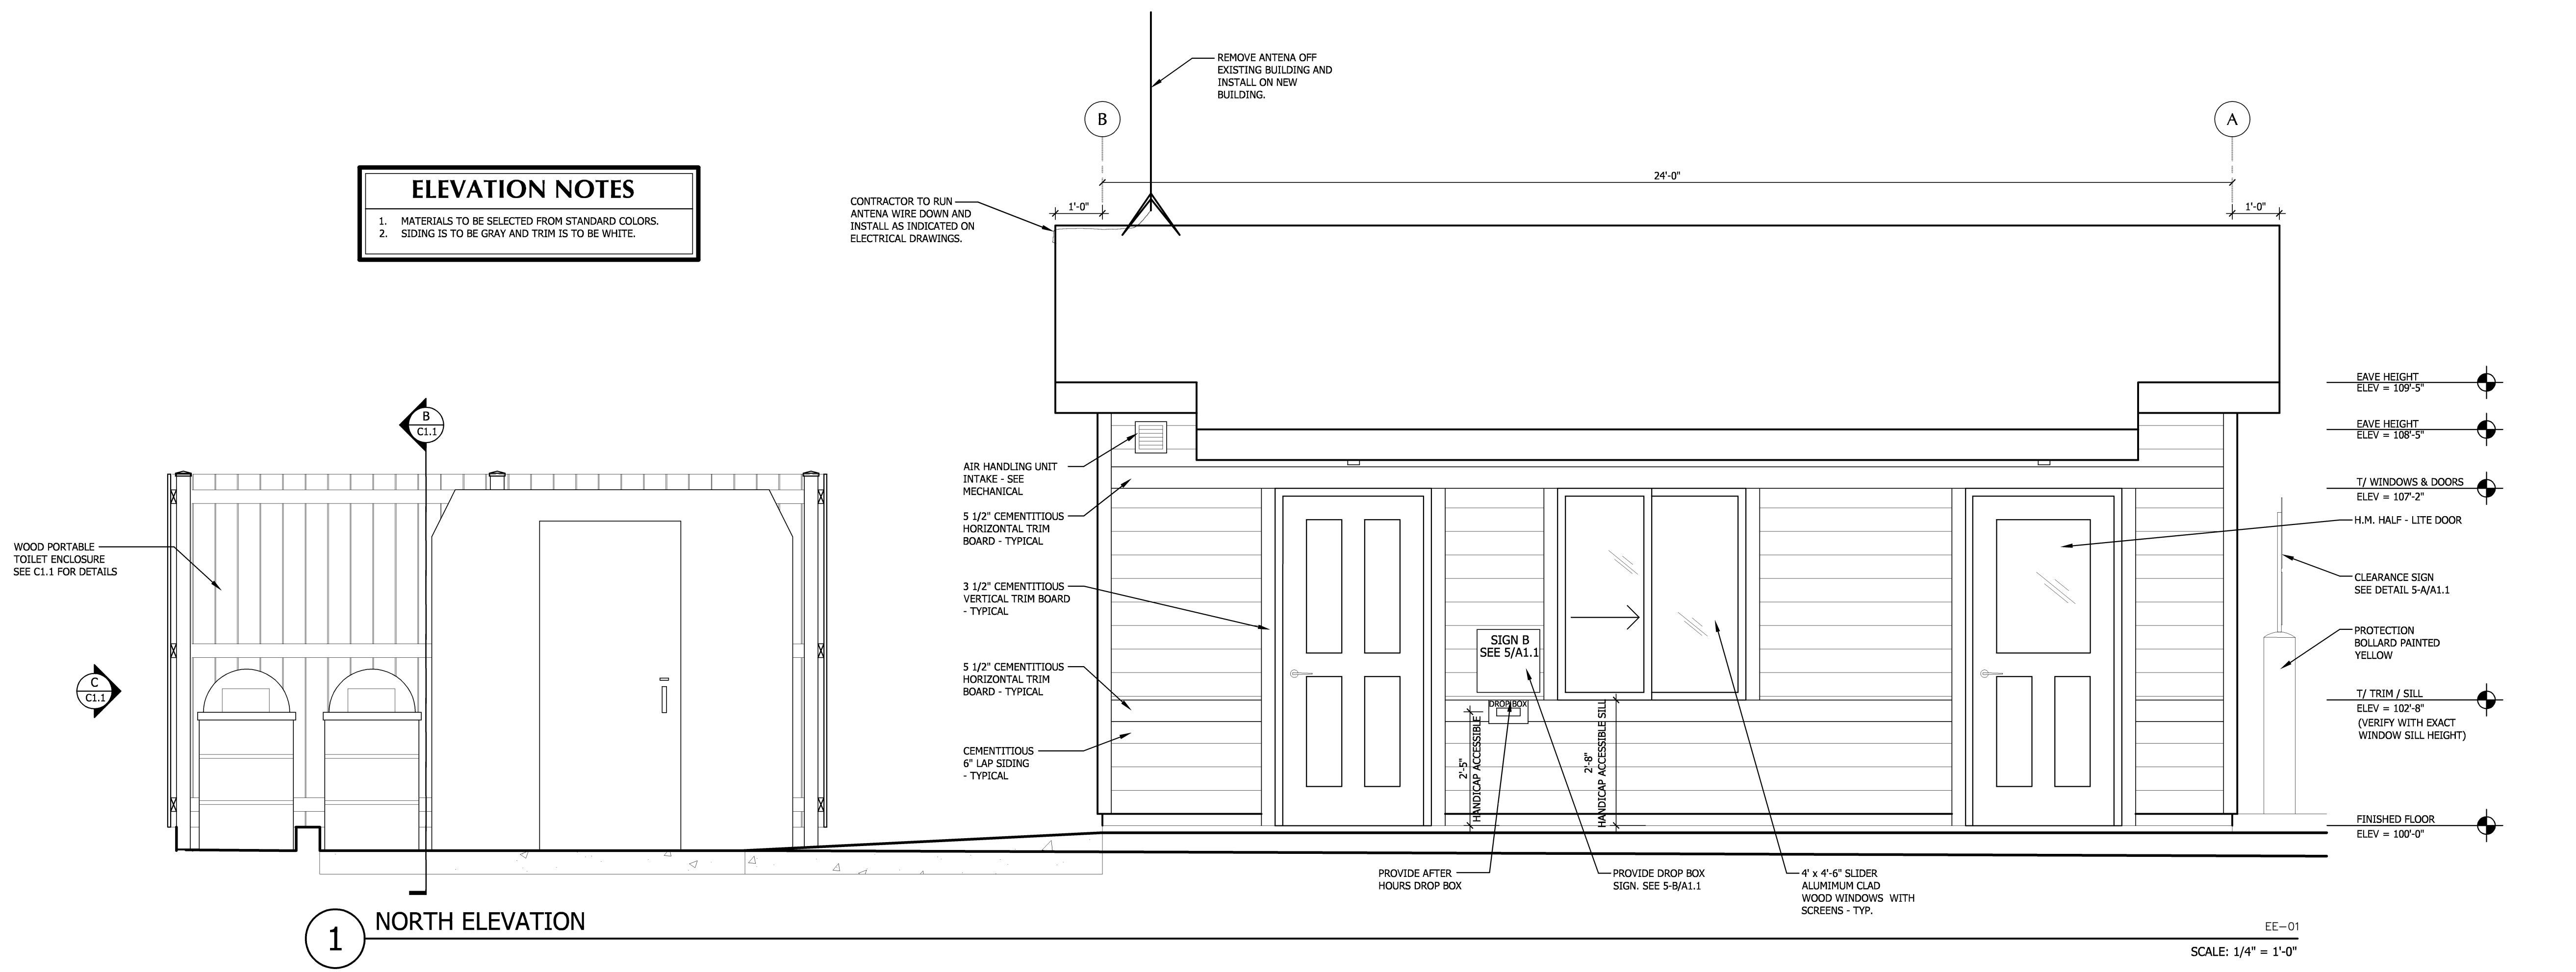 REMOVE ANTENA OFF
EXISTING BUILDING AND
INSTALL ON NEW
BUILDING.
B
A
24'-0"
ELEVATION NOTES
1. MATERIALS TO BE SELECTED FROM STANDARD COLORS.
2. SIDING IS TO BE GRAY AND TRIM IS TO BE WHITE.
CONTRACTOR TO RUN
ANTENA WIRE DOWN AND
INSTALL AS INDICATED ON
ELECTRICAL DRAWINGS.
1'-0"
1'-0"
EAVE HEIGHT
ELEV = 109'-5"
EAVE HEIGHT
ELEV = 108'-5"
T/ WINDOWS & DOORS
ELEV = 107'-2"
H.M. HALF - LITE DOOR
CLEARANCE SIGN
SEE DETAIL 5-A/A1.1
PROTECTION
BOLLARD PAINTED
YELLOW
T/ TRIM / SILL
ELEV = 102'-8"
(VERIFY WITH EXACT
WINDOW SILL HEIGHT)
FINISHED FLOOR
ELEV = 100'-0"
B
C1.1
WOOD PORTABLE
TOILET ENCLOSURE
SEE C1.1 FOR DETAILS
C
C1.1
AIR HANDLING UNIT
INTAKE - SEE
MECHANICAL
5 1/2" CEMENTITIOUS
HORIZONTAL TRIM
BOARD - TYPICAL
3 1/2" CEMENTITIOUS
VERTICAL TRIM BOARD
- TYPICAL
5 1/2" CEMENTITIOUS
HORIZONTAL TRIM
BOARD - TYPICAL
CEMENTITIOUS
6" LAP SIDING
- TYPICAL
SIGN B
SEE 5/A1.1
DROP BOX
2'-5"
HANDICAP ACCESSIBLE
2'-8"
HANDICAP ACCESSIBLE SILL
PROVIDE AFTER
HOURS DROP BOX
PROVIDE DROP BOX
SIGN. SEE 5-B/A1.1
4' x 4'-6" SLIDER
ALUMIMUM CLAD
WOOD WINDOWS WITH
SCREENS - TYP.
1
NORTH ELEVATION
EE-01
SCALE: 1/4" = 1'-0"